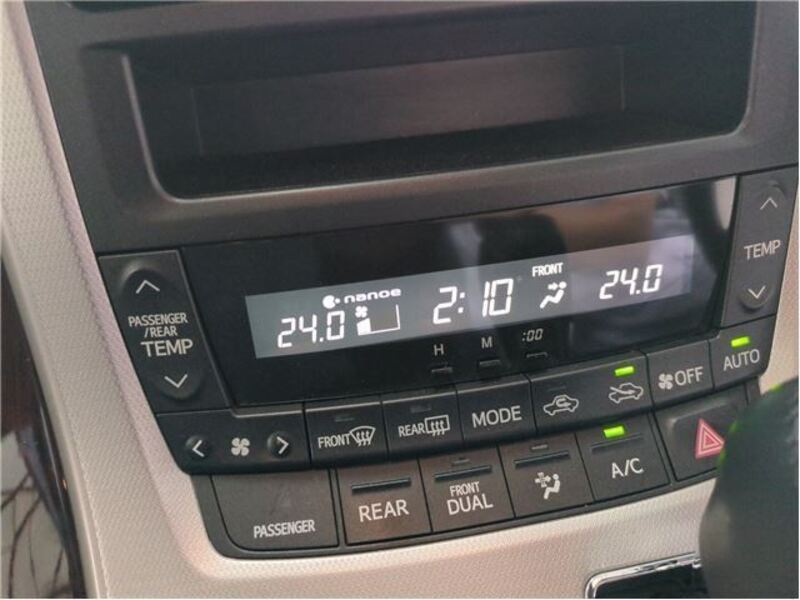 nanoe
24.0
2:10
FRONT
24.0
PASSENGER
/REAR
TEMP
TEMP
H
M
:00
FRONT
REAR
MODE
OFF
AUTO
PASSENGER
REAR
FRONT
DUAL
A/C